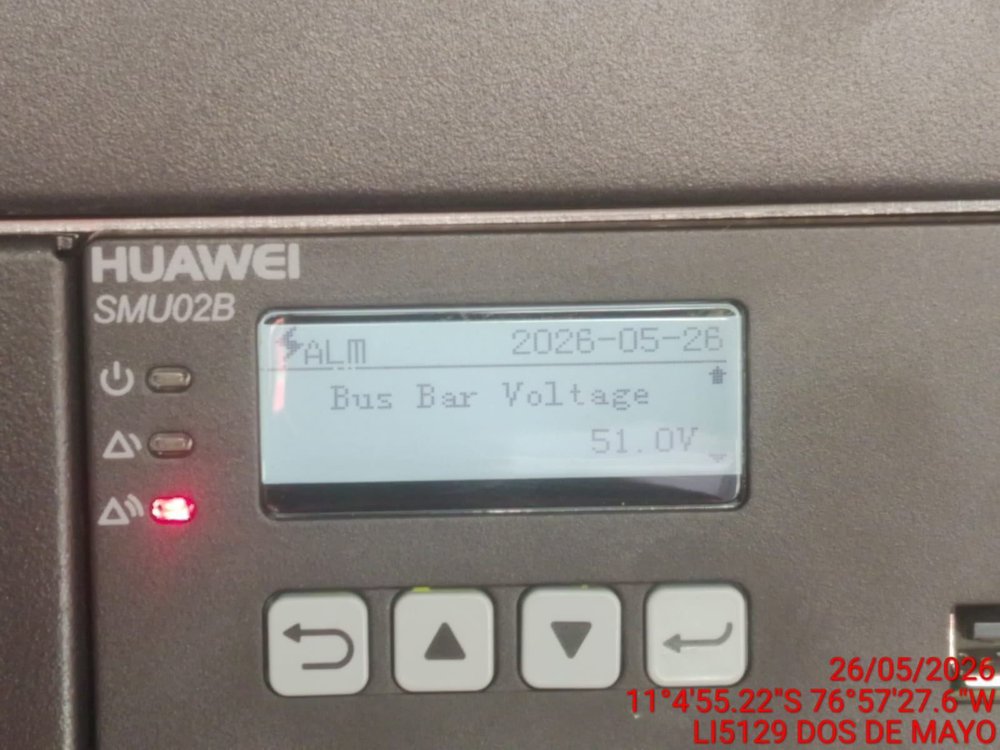 HUAWEI
SMU02B
ALM 2026-05-26
Bus Bar Voltage
51.0V
26/05/2026
11°4'55.22"S 76°57'27.6"W
LI5129 DOS DE MAYO